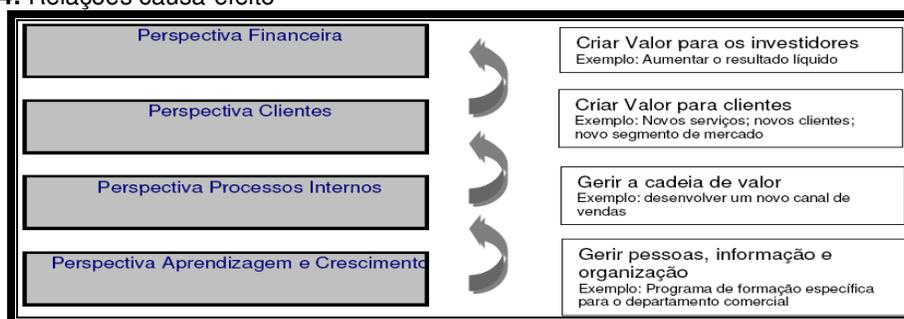 4. Relações causa-efeito
Perspectiva Financeira
Criar Valor para os investidores
Exemplo: Aumentar o resultado líquido
Perspectiva Clientes
Criar Valor para clientes
Exemplo: Novos serviços; novos clientes;
novo segmento de mercado
Perspectiva Processos Internos
Gerir a cadeia de valor
Exemplo: desenvolver um novo canal de
vendas
Perspectiva Aprendizagem e Crescimento
Gerir pessoas, informação e
organização
Exemplo: Programa de formação específica
para o departamento comercial